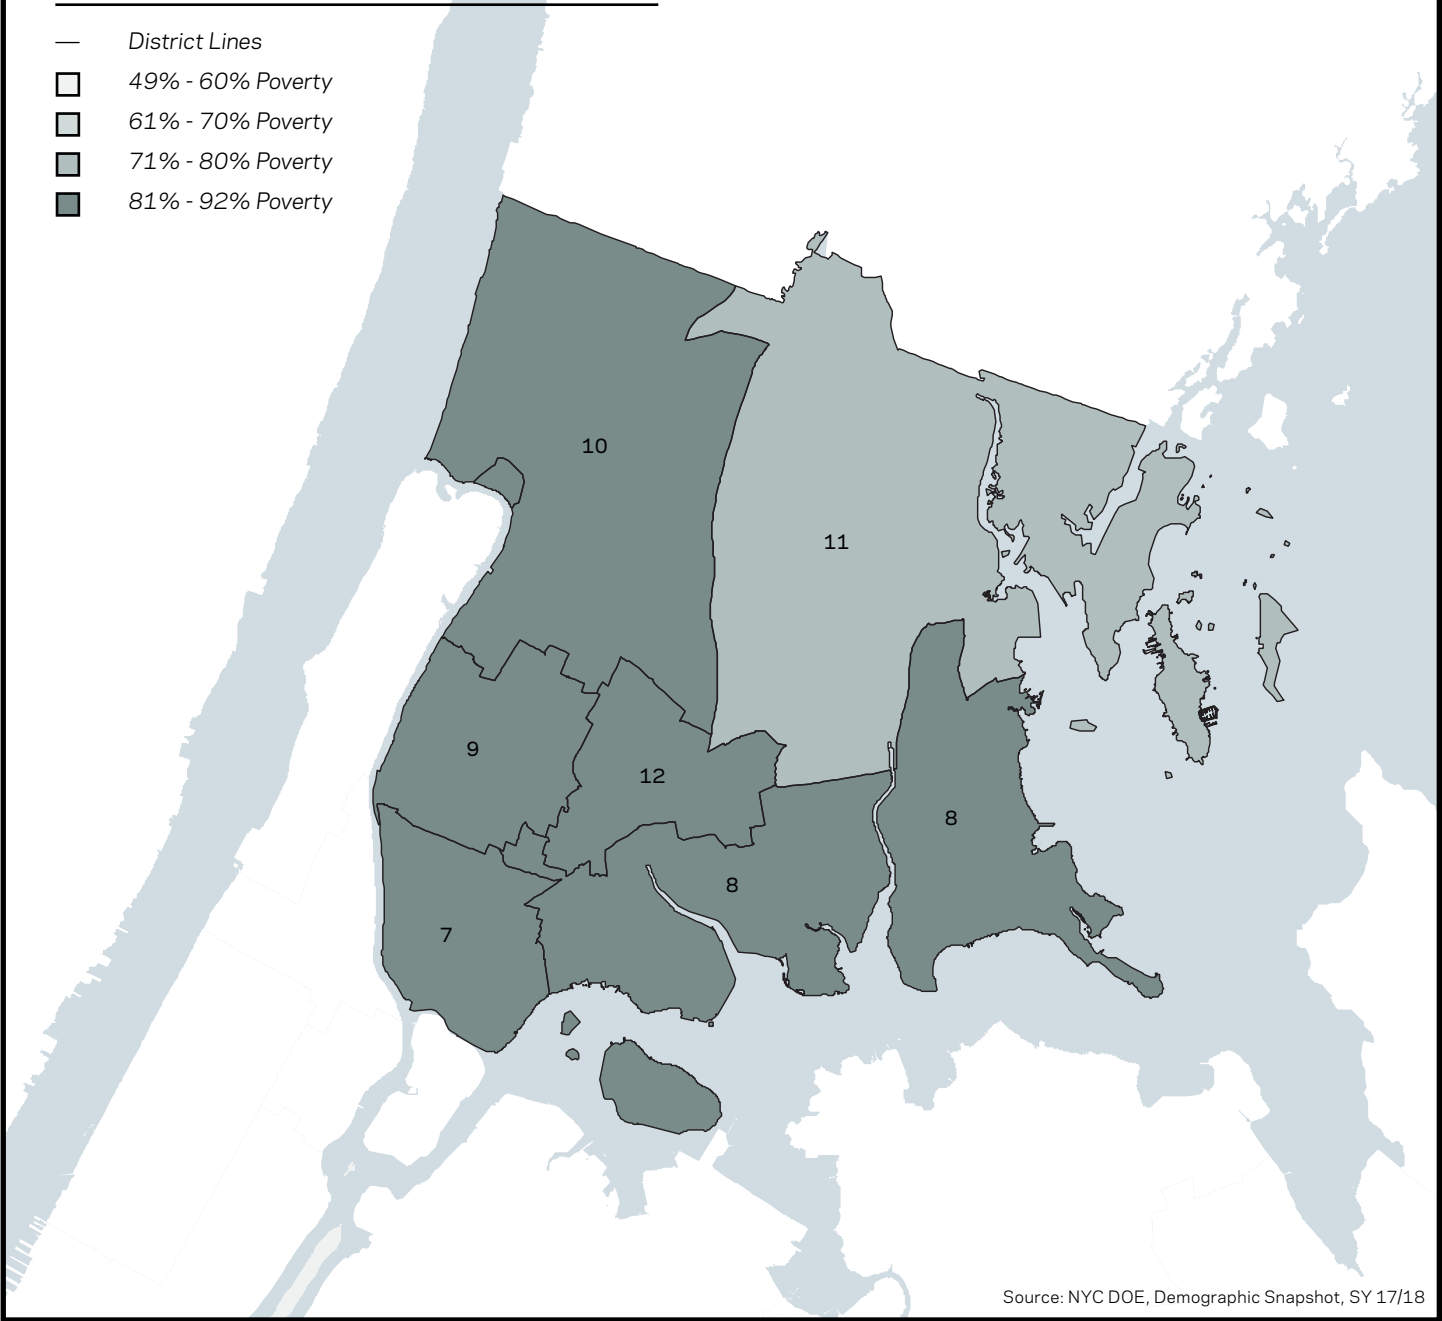 District Lines
49% - 60% Poverty
61% - 70% Poverty
71% - 80% Poverty
81% - 92% Poverty
10
11
9
12
8
8
7
Source: NYC DOE, Demographic Snapshot, SY 17/18